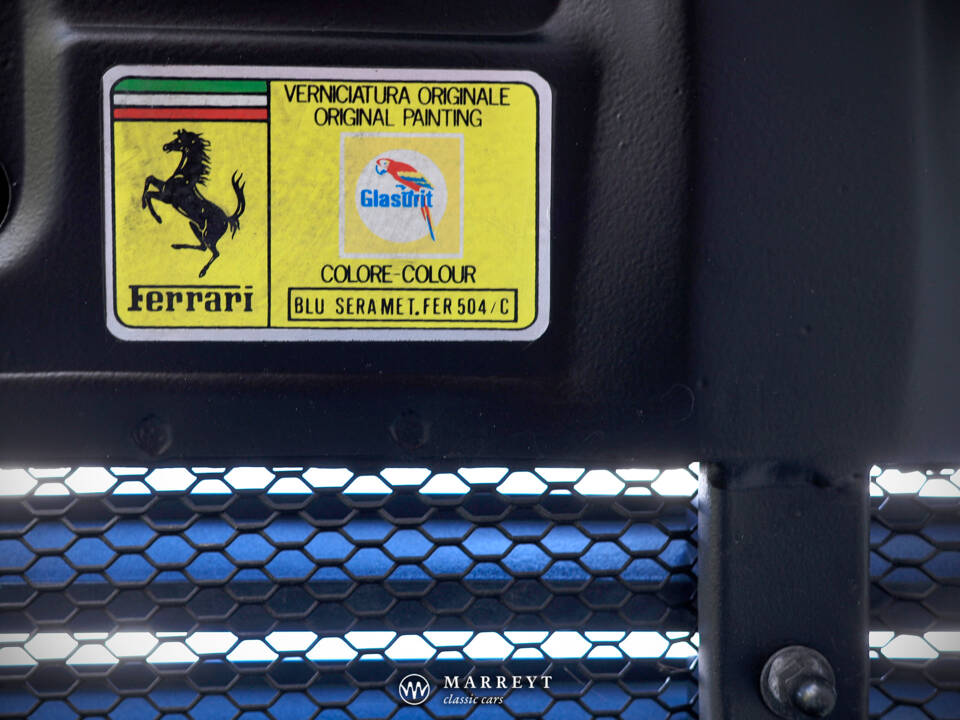 VERNICIATURA ORIGINALE
ORIGINAL PAINTING
Glasurit
COLORE-COLOUR
BLU SERA MET.FER 504/C
Ferrari
MARREYT
classic cars